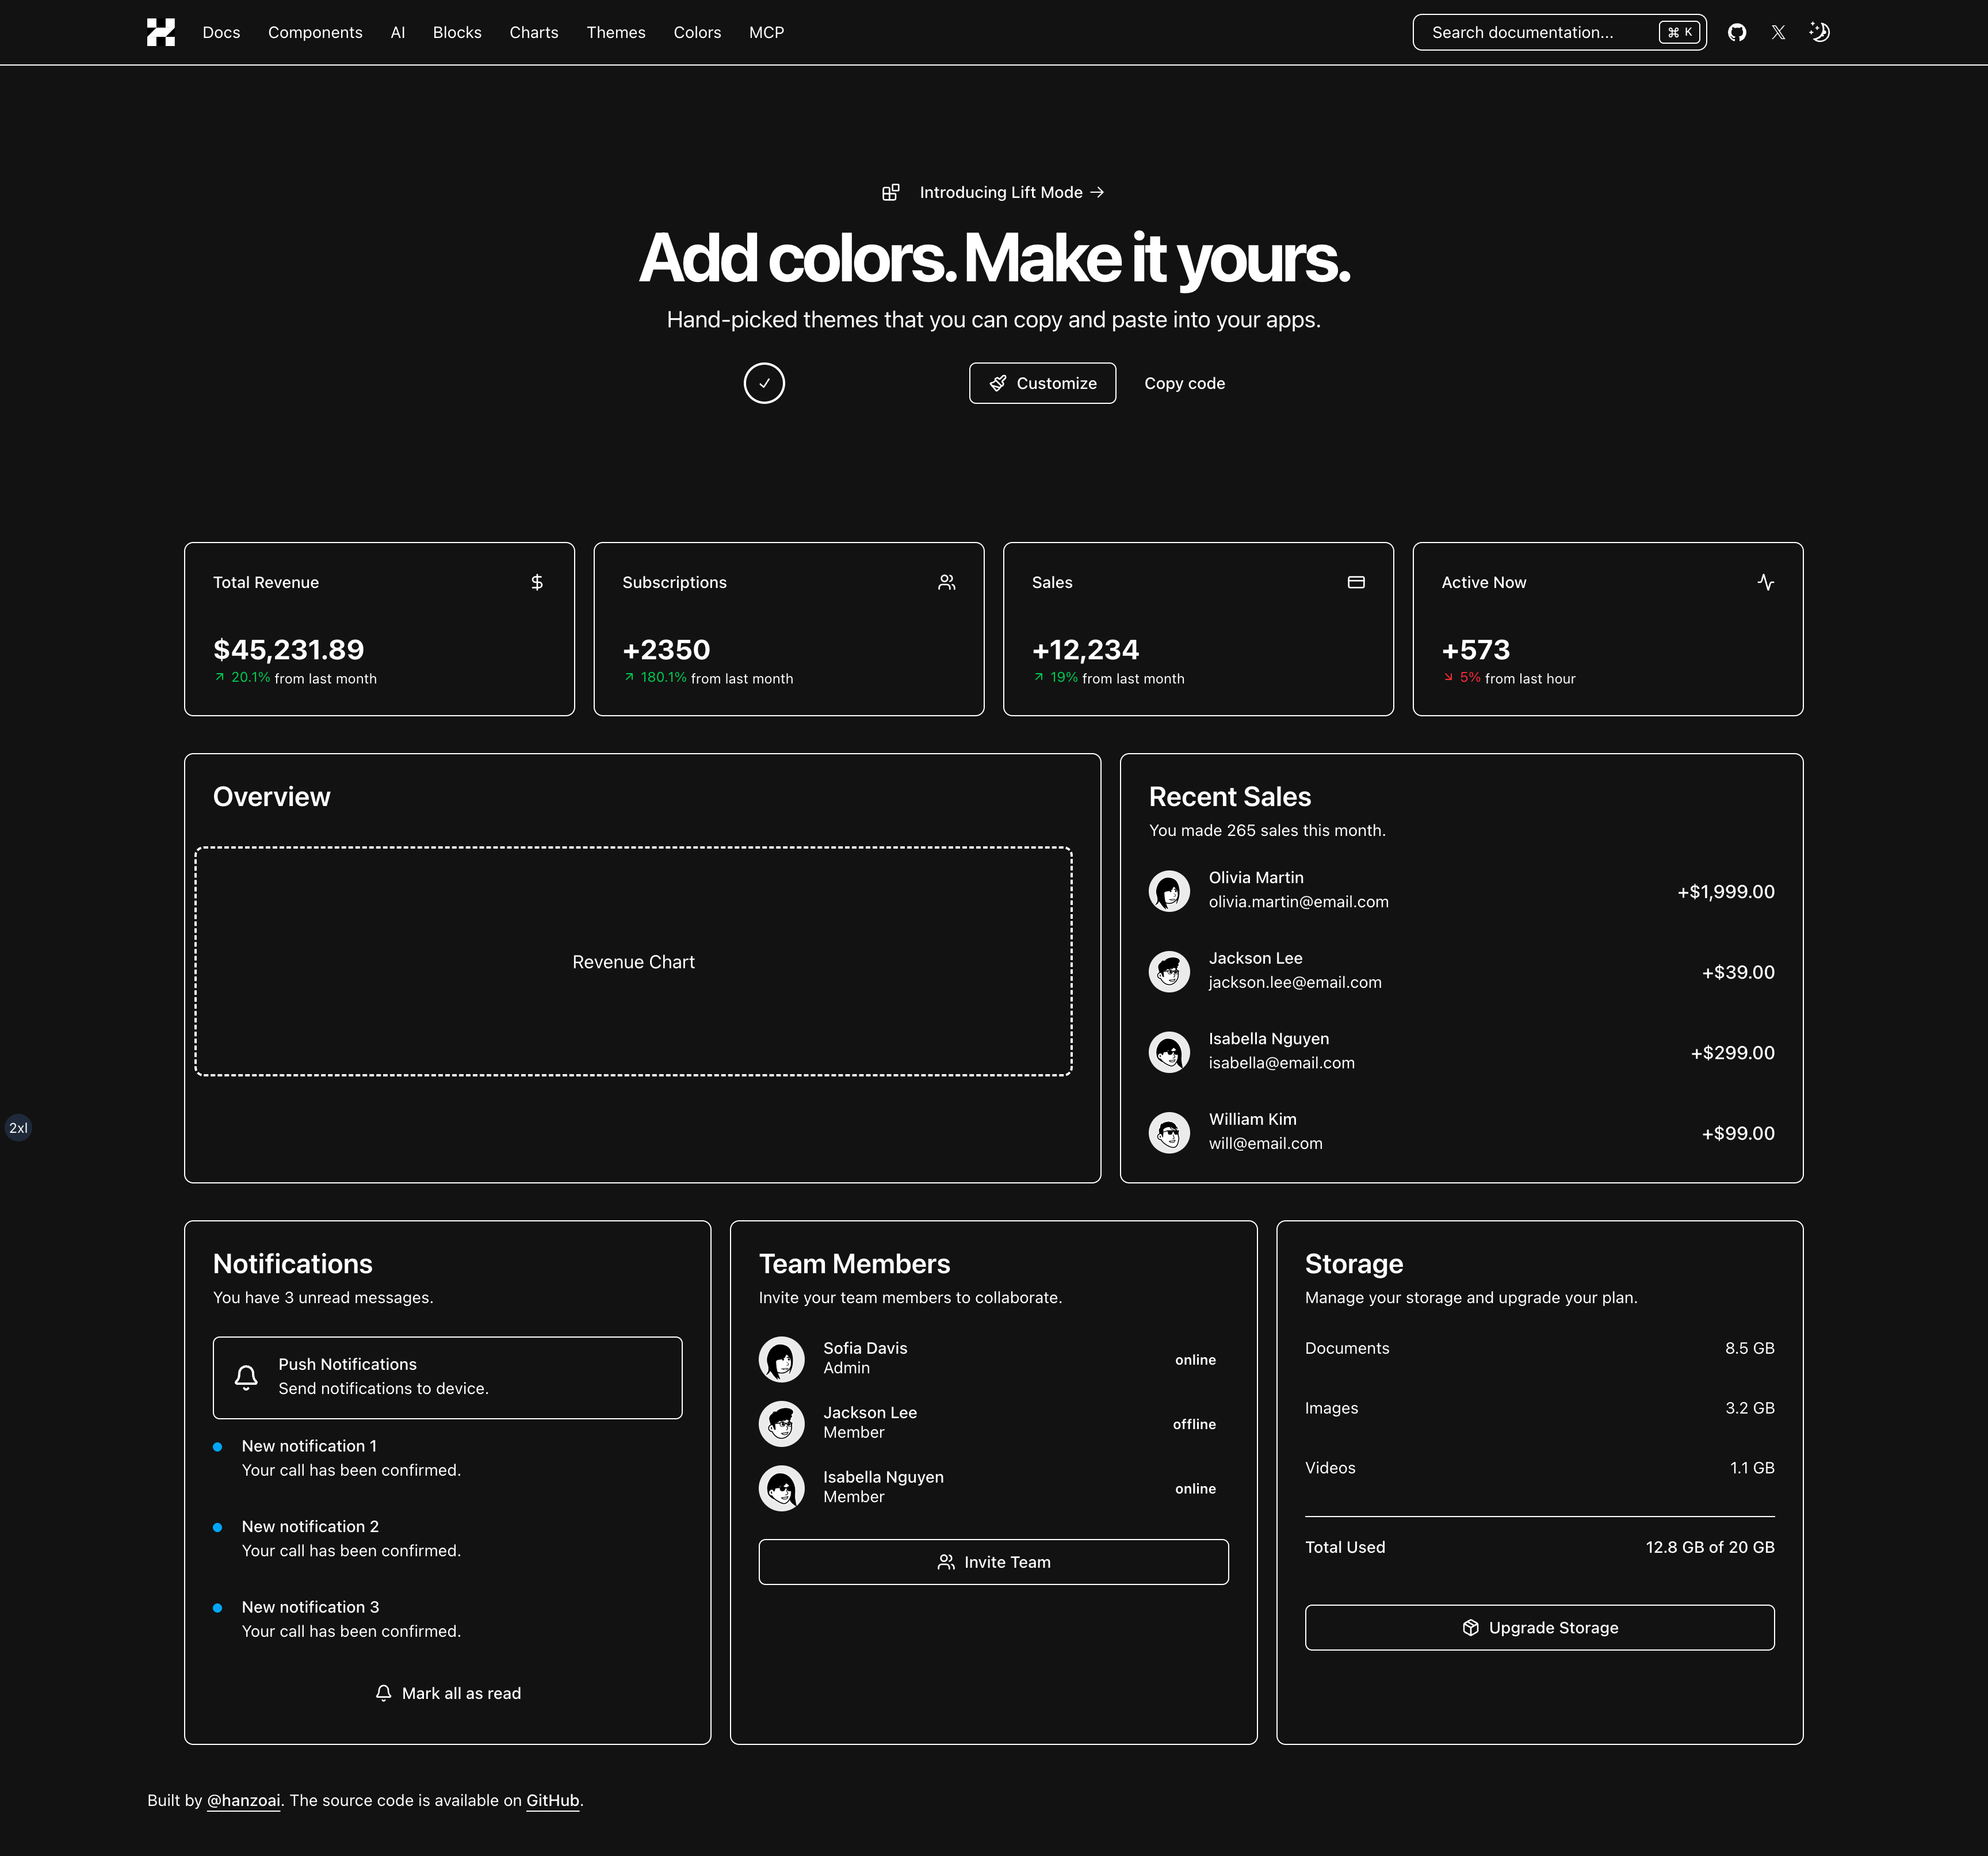 Docs Components AI Blocks Charts Themes Colors MCP Search documentation... ⌘ K
Introducing Lift Mode →
Add colors. Make it yours.
Hand-picked themes that you can copy and paste into your apps.
Customize Copy code
Total Revenue
$45,231.89
20.1% from last month
Subscriptions
+2350
180.1% from last month
Sales
+12,234
19% from last month
Active Now
+573
5% from last hour
Overview
Revenue Chart
Recent Sales
You made 265 sales this month.
Olivia Martin
olivia.martin@email.com
+$1,999.00
Jackson Lee
jackson.lee@email.com
+$39.00
Isabella Nguyen
isabella@email.com
+$299.00
William Kim
will@email.com
+$99.00
2xl
Notifications
You have 3 unread messages.
Push Notifications
Send notifications to device.
New notification 1
Your call has been confirmed.
New notification 2
Your call has been confirmed.
New notification 3
Your call has been confirmed.
Mark all as read
Team Members
Invite your team members to collaborate.
Sofia Davis
Admin
online
Jackson Lee
Member
offline
Isabella Nguyen
Member
online
Invite Team
Storage
Manage your storage and upgrade your plan.
Documents 8.5 GB
Images 3.2 GB
Videos 1.1 GB
Total Used 12.8 GB of 20 GB
Upgrade Storage
Built by @hanzoai. The source code is available on GitHub.